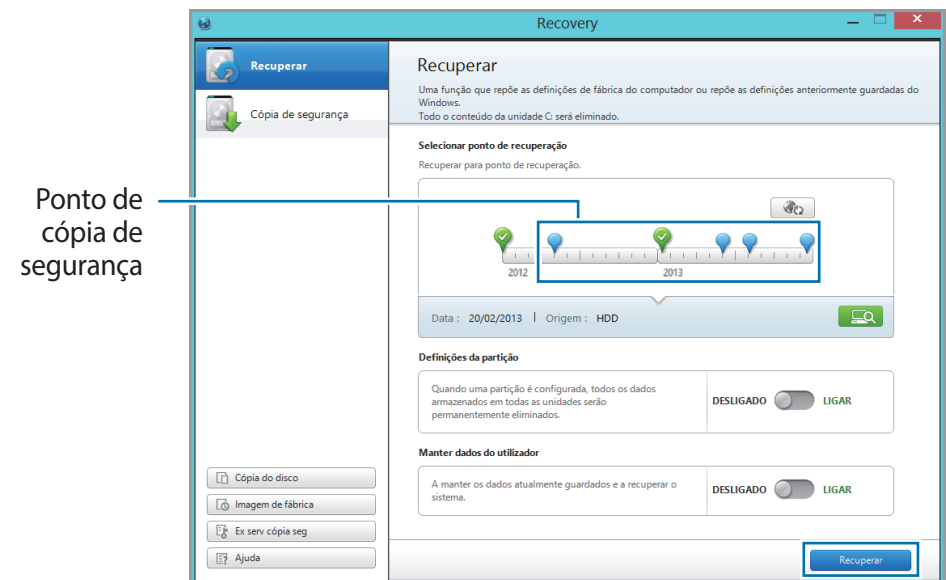 Recovery
Recuperar
Cópia de segurança
Recuperar
Uma função que repõe as definições de fábrica do computador ou repõe as definições anteriormente guardadas do
Windows.
Todo o conteúdo da unidade C: será eliminado.
Selecionar ponto de recuperação
Recuperar para ponto de recuperação.
Ponto de
cópia de
segurança
2012 2013
Data : 20/02/2013 | Origem : HDD
Definições da partição
Quando uma partição é configurada, todos os dados
armazenados em todas as unidades serão
permanentemente eliminados.
DESLIGADO LIGAR
Manter dados do utilizador
A manter os dados atualmente guardados e a recuperar o
sistema.
DESLIGADO LIGAR
Cópia do disco
Imagem de fábrica
Ex serv cópia seg
Ajuda
Recuperar